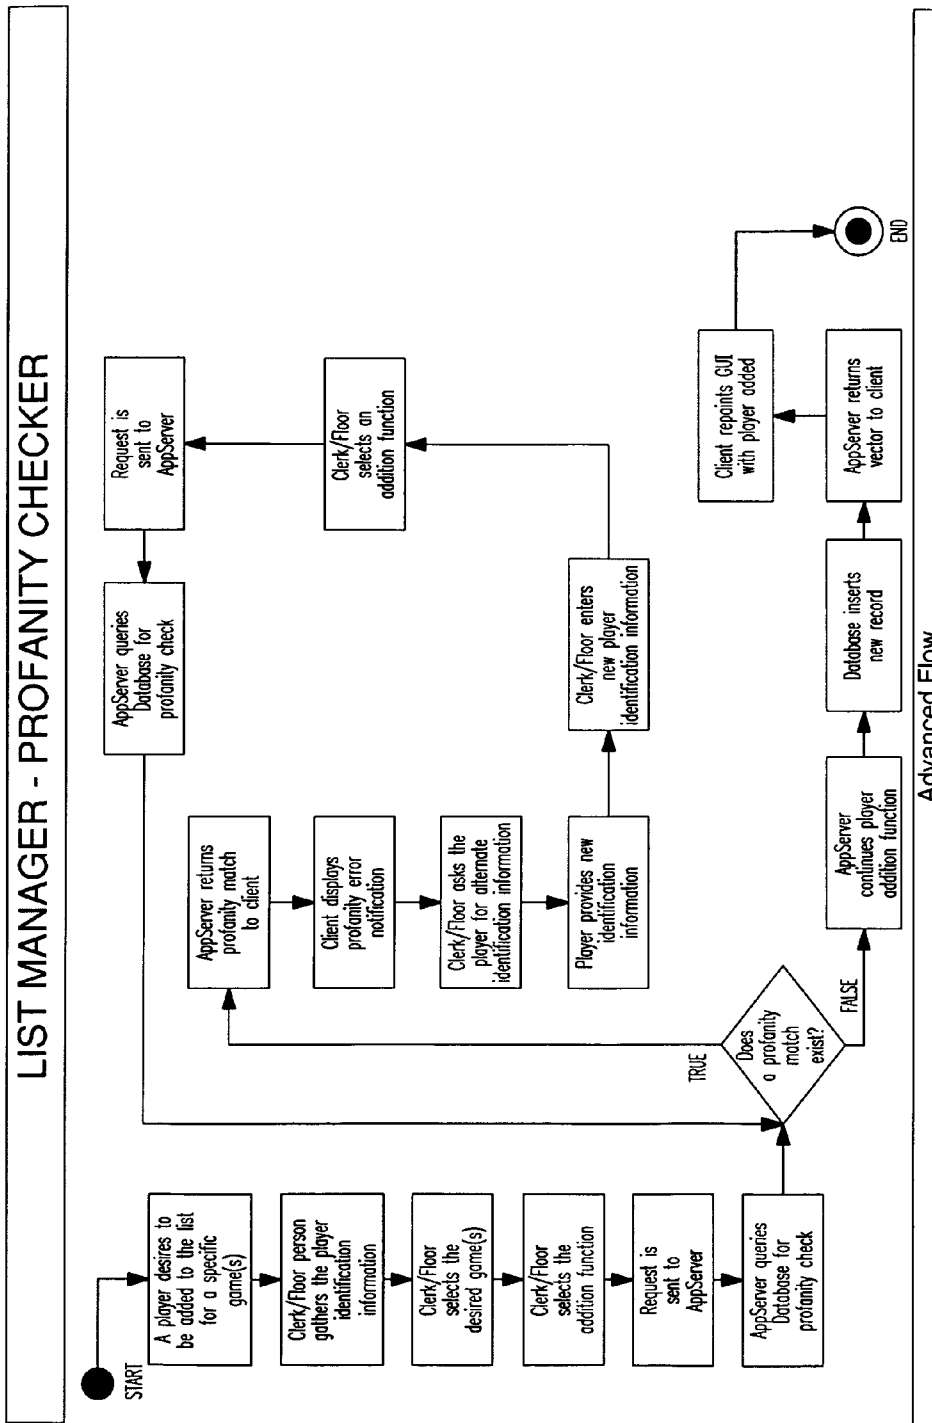 LIST MANAGER - PROFANITY CHECKER
START
A player desires to
be added to the list
for a specific
game(s)
Clerk/Floor person
gathers the player
identification
information
Clerk/Floor
selects the
desired game(s)
Clerk/Floor
selects the
addition function
Request is
sent to
AppServer
AppServer queries
Database for
profanity check
Does
a profanity
match
exist?
TRUE
FALSE
AppServer returns
profanity match
to client
Client displays
profanity error
notification
Clerk/Floor asks the
player for alternate
identification information
Player provides new
identification
information
Clerk/Floor enters
new player
identification information
Clerk/Floor
selects an
addition function
Request is
sent to
AppServer
AppServer queries
Database for
profanity check
AppServer
continues player
addition function
Database inserts
new record
AppServer returns
vector to client
Client repaints GUI
with player added
END
Advanced Flow